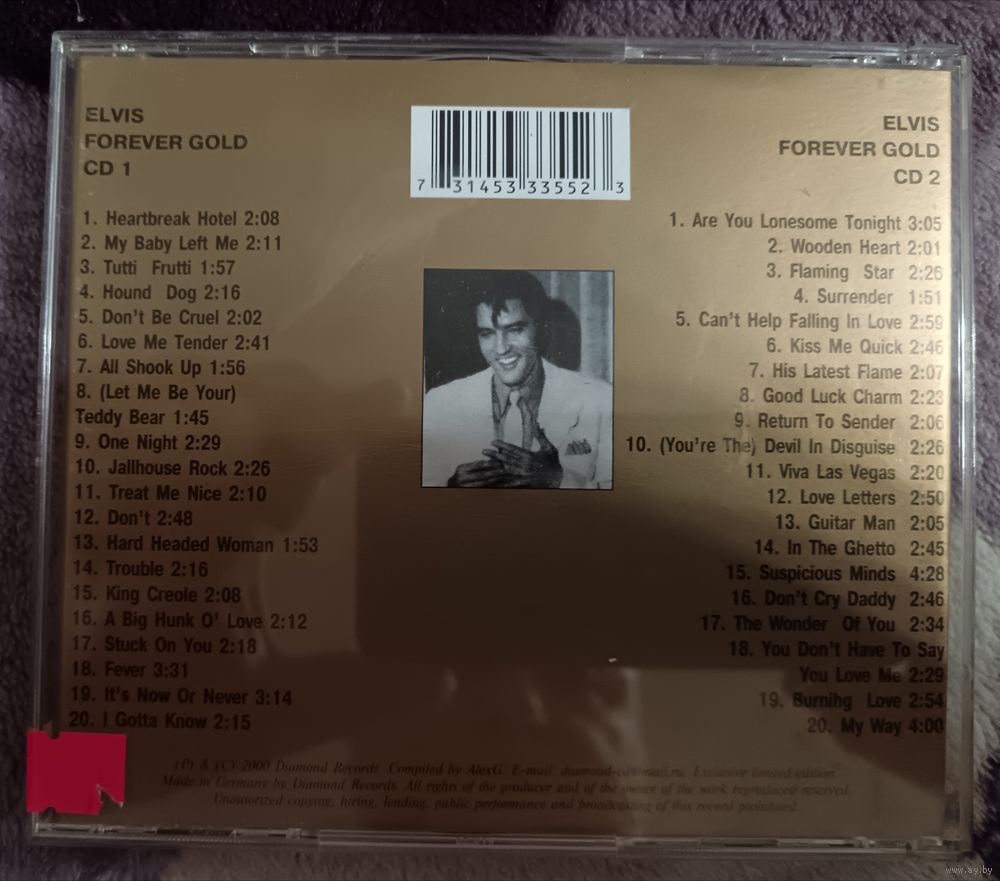 ELVIS
FOREVER GOLD
CD 1
1. Heartbreak Hotel 2:08
2. My Baby Left Me 2:11
3. Tutti Frutti 1:57
4. Hound Dog 2:16
5. Don't Be Cruel 2:02
6. Love Me Tender 2:41
7. All Shook Up 1:56
8. (Let Me Be Your)
Teddy Bear 1:45
9. One Night 2:29
10. Jallhouse Rock 2:26
11. Treat Me Nice 2:10
12. Don't 2:48
13. Hard Headed Woman 1:53
14. Trouble 2:16
15. King Creole 2:08
16. A Big Hunk O' Love 2:12
17. Stuck On You 2:18
18. Fever 3:31
19. It's Now Or Never 3:14
20. I Gotta Know 2:15
7 31453 33552 3
ELVIS
FOREVER GOLD
CD 2
1. Are You Lonesome Tonight 3:05
2. Wooden Heart 2:01
3. Flaming Star 2:26
4. Surrender 1:51
5. Can't Help Falling In Love 2:59
6. Kiss Me Quick 2:46
7. His Latest Flame 2:07
8. Good Luck Charm 2:23
9. Return To Sender 2:06
10. (You're The) Devil In Disguise 2:26
11. Viva Las Vegas 2:20
12. Love Letters 2:50
13. Guitar Man 2:05
14. In The Ghetto 2:45
15. Suspicious Minds 4:28
16. Don't Cry Daddy 2:46
17. The Wonder Of You 2:34
18. You Don't Have To Say
You Love Me 2:29
19. Burnihg Love 2:54
20. My Way 4:00
(P) & (C) 2000 Diamond Records. Compiled by AlexG. E-mail: diamond-cd@mail.ru. Exclusive limited edition.
Made in Germany by Diamond Records. All rights of the producer and of the owner of the work reproduced reserved.
Unautorized copying, hiring, lending, public performance and broadcasting of this record prohibited.
www.ay.by